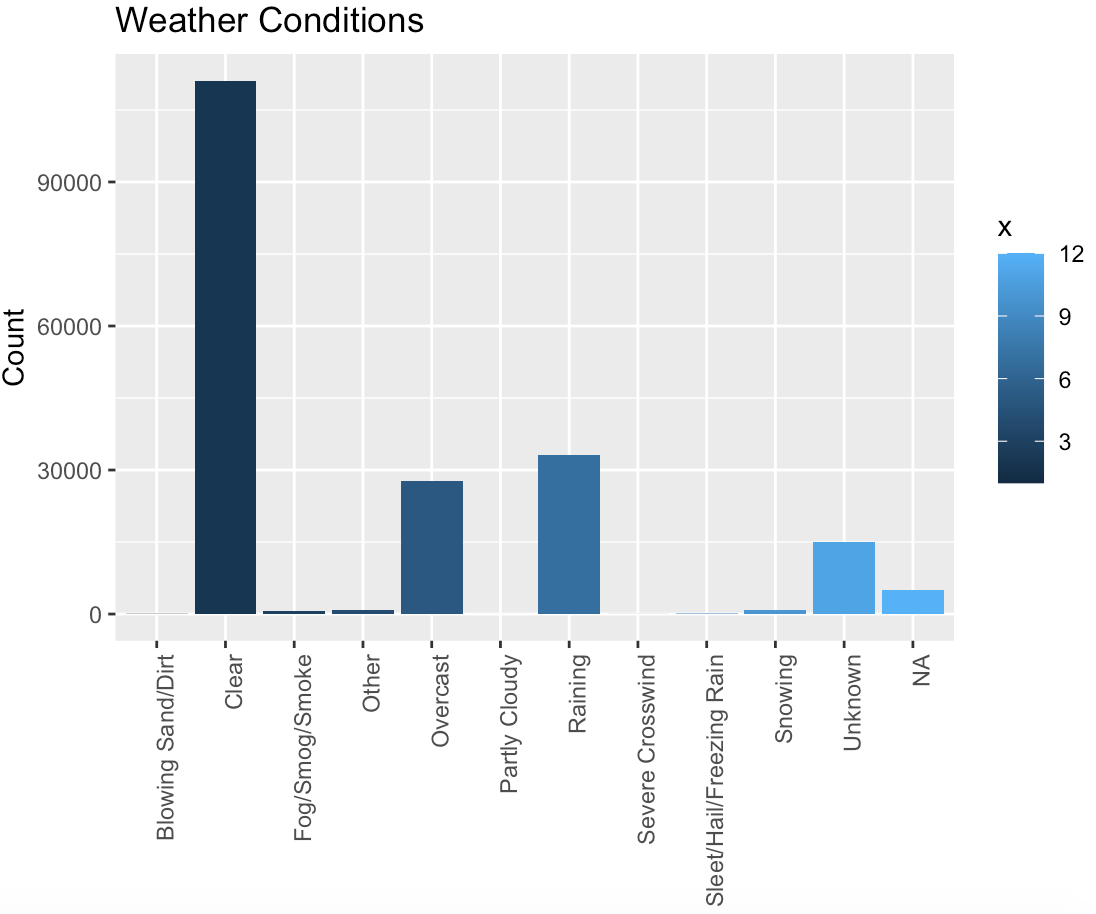 Weather Conditions
Count
90000
60000
30000
0
Blowing Sand/Dirt
Clear
Fog/Smog/Smoke
Other
Overcast
Partly Cloudy
Raining
Severe Crosswind
Sleet/Hail/Freezing Rain
Snowing
Unknown
NA
x
12
9
6
3